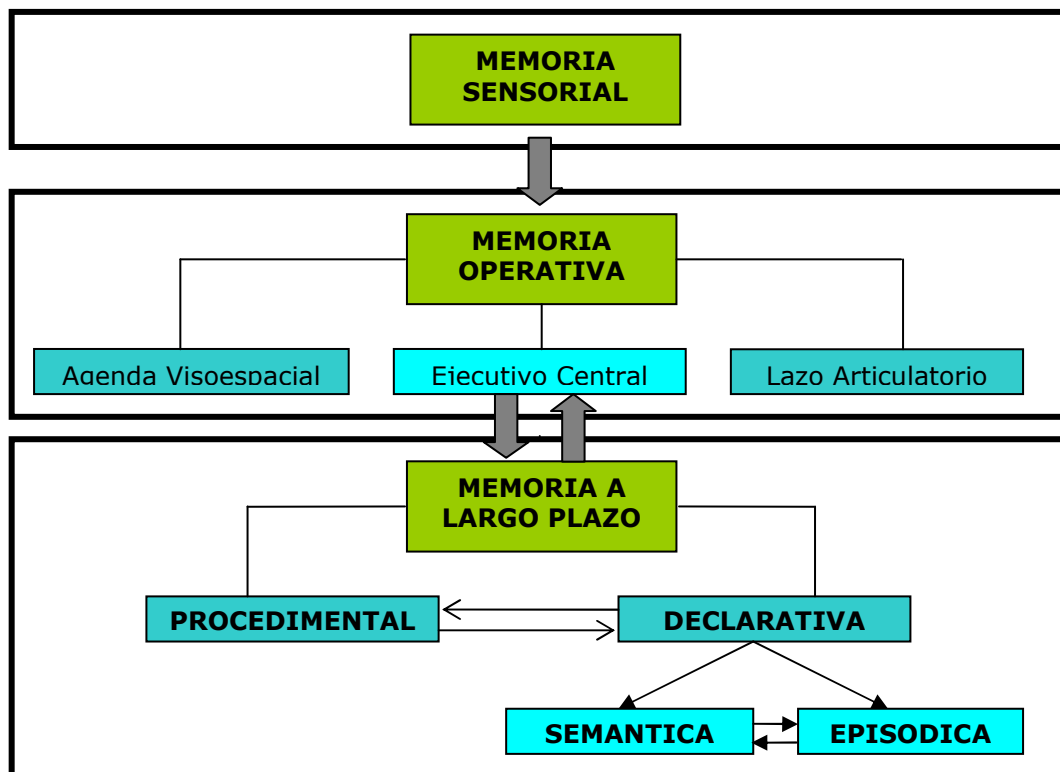 MEMORIA
SENSORIAL
MEMORIA
OPERATIVA
Agenda Visoespacial
Ejecutivo Central
Lazo Articulatorio
MEMORIA A
LARGO PLAZO
PROCEDIMENTAL
DECLARATIVA
SEMANTICA
EPISODICA